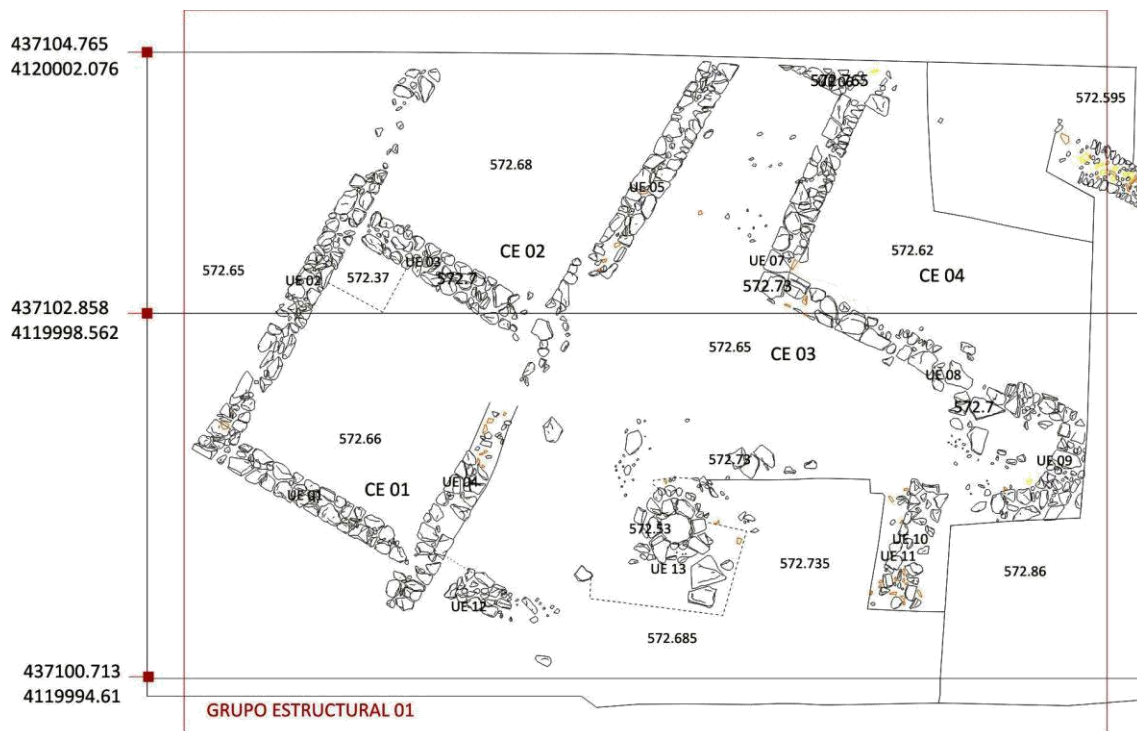 437104.765
4120002.076
572.765
572.595
572.68
UE 05
572.65
UE 02
572.37
UE 03
572.7
CE 02
UE 07
572.73
572.62
CE 04
437102.858
4119998.562
572.65
CE 03
UE 08
572.7
572.66
572.73
UE 09
CE 01
UE 01
UE 04
572.53
UE 13
572.735
UE 10
UE 11
572.86
UE 12
572.685
437100.713
4119994.61
GRUPO ESTRUCTURAL 01